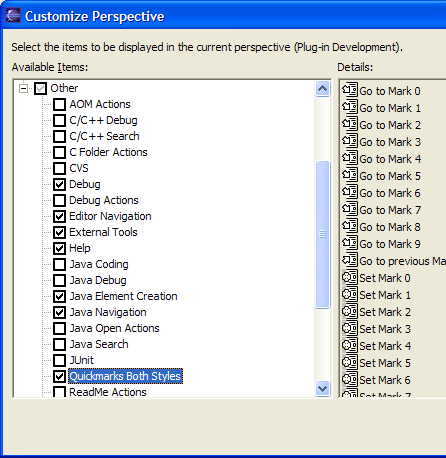 Customize Perspective
Select the items to be displayed in the current perspective (Plug-in Development).
Available Items:
Other
AOM Actions
C/C++ Debug
C/C++ Search
C Folder Actions
CVS
Debug
Debug Actions
Editor Navigation
External Tools
Help
Java Coding
Java Debug
Java Element Creation
Java Navigation
Java Open Actions
Java Search
JUnit
Quickmarks Both Styles
ReadMe Actions
Details:
Go to Mark 0
Go to Mark 1
Go to Mark 2
Go to Mark 3
Go to Mark 4
Go to Mark 5
Go to Mark 6
Go to Mark 7
Go to Mark 8
Go to Mark 9
Go to previous Ma
Set Mark 0
Set Mark 1
Set Mark 2
Set Mark 3
Set Mark 4
Set Mark 5
Set Mark 6
Set Mark 7